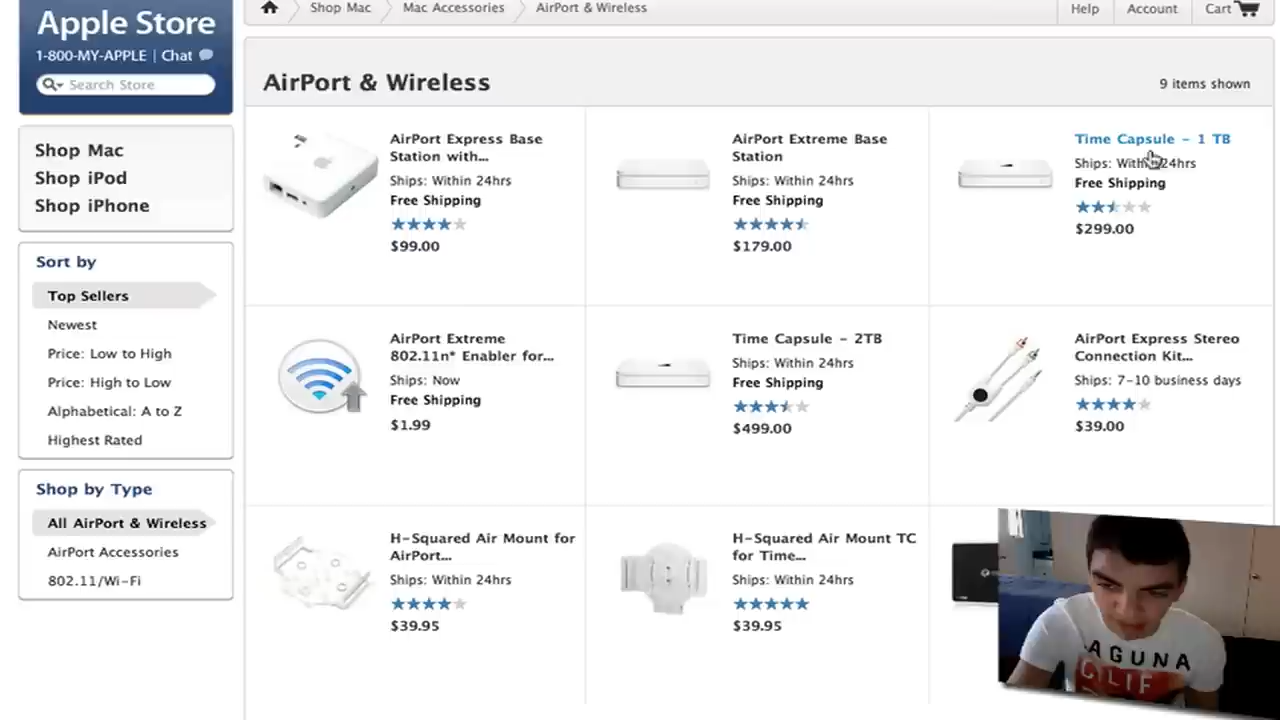 Shop Mac
Mac Accessories
AirPort & Wireless
Help
Account
Cart
Apple Store
1-800-MY-APPLE | Chat
Search Store
Shop Mac
Shop iPod
Shop iPhone
Sort by
Top Sellers
Newest
Price: Low to High
Price: High to Low
Alphabetical: A to Z
Highest Rated
Shop by Type
All AirPort & Wireless
AirPort Accessories
802.11/Wi-Fi
AirPort & Wireless
9 items shown
AirPort Express Base
Station with...
Ships: Within 24hrs
Free Shipping
$99.00
AirPort Extreme Base
Station
Ships: Within 24hrs
Free Shipping
$179.00
Time Capsule - 1 TB
Ships: Within 24hrs
Free Shipping
$299.00
AirPort Extreme
802.11n* Enabler for...
Ships: Now
Free Shipping
$1.99
Time Capsule - 2TB
Ships: Within 24hrs
Free Shipping
$499.00
AirPort Express Stereo
Connection Kit...
Ships: 7-10 business days
$39.00
H-Squared Air Mount for
AirPort...
Ships: Within 24hrs
$39.95
H-Squared Air Mount TC
for Time...
Ships: Within 24hrs
$39.95
LAGUNA
CALIF